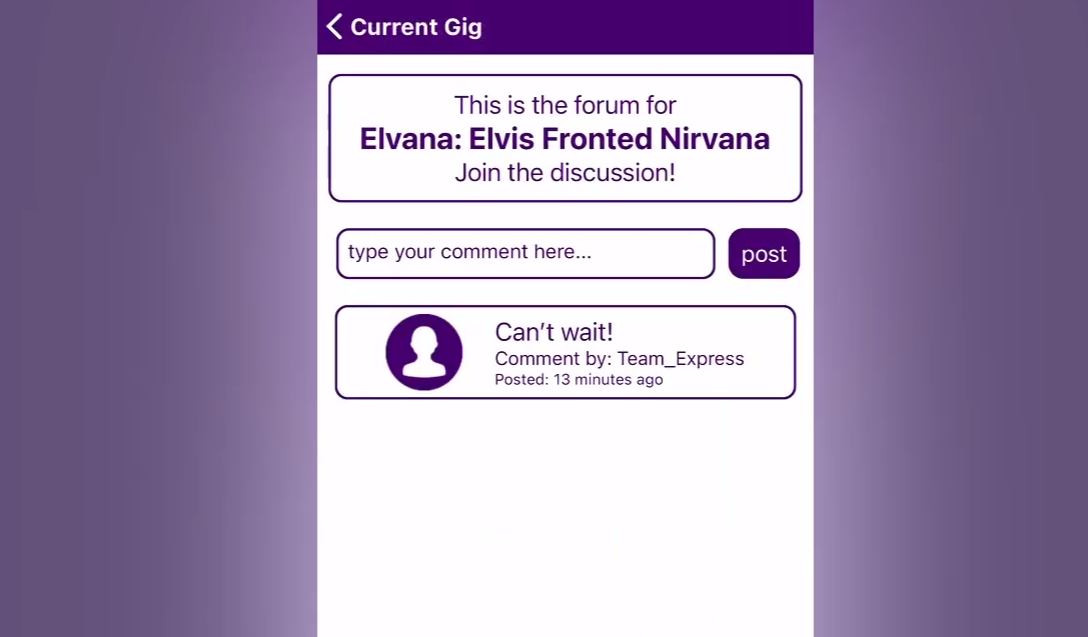 Current Gig
This is the forum for
Elvana: Elvis Fronted Nirvana
Join the discussion!
type your comment here...
post
Can't wait!
Comment by: Team_Express
Posted: 13 minutes ago